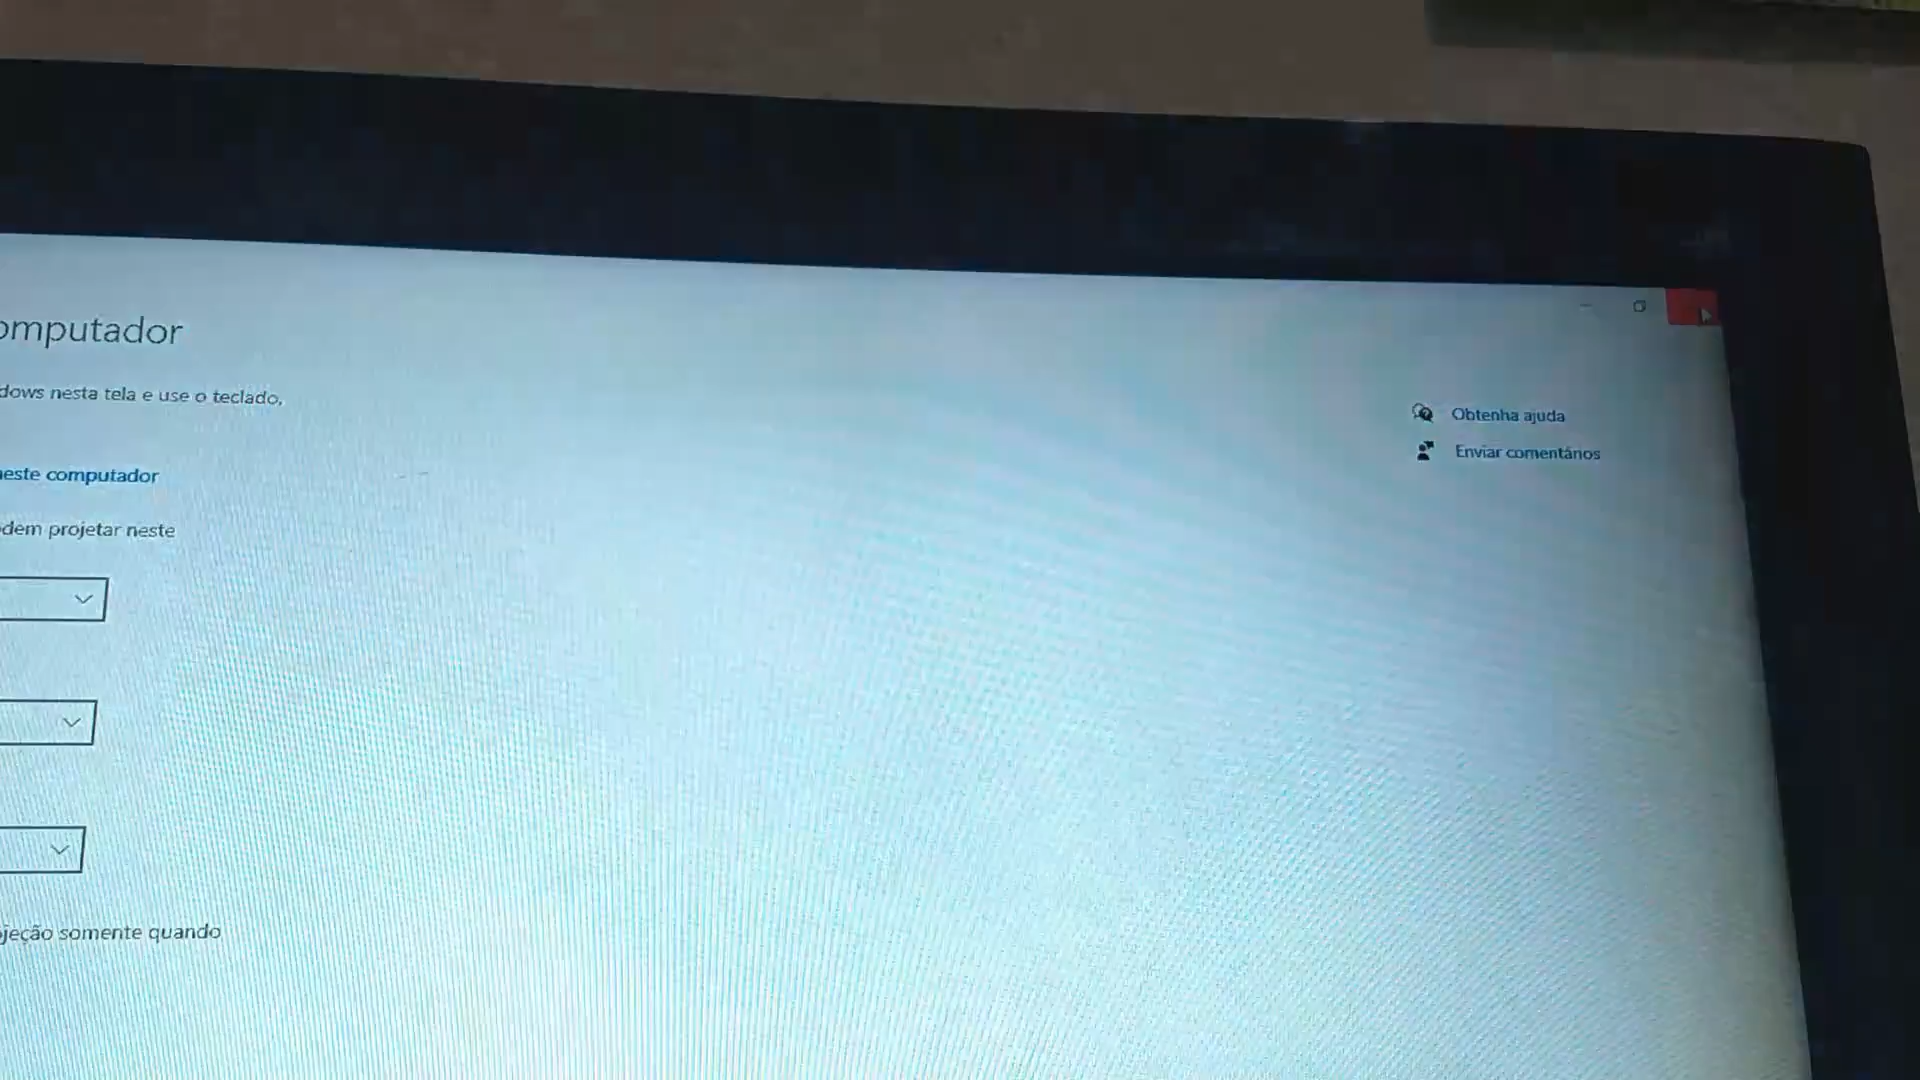 omputador
dows nesta tela e use o teclado,
Obtenha ajuda
Enviar comentários
neste computador
dem projetar neste
jeção somente quando